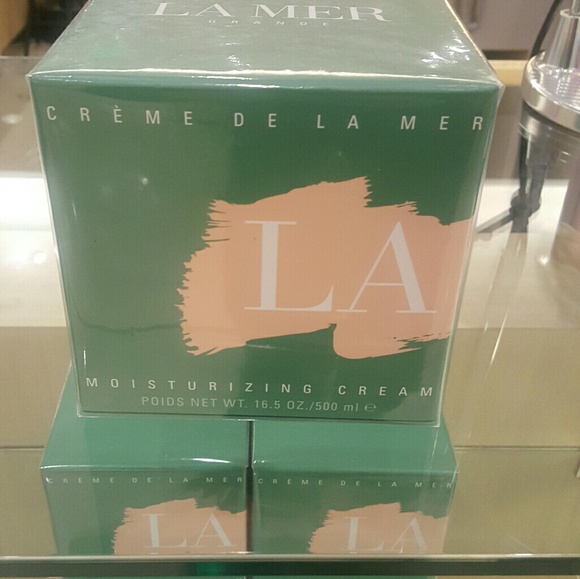 LA MER
GRANDE
CRÈME DE LA MER
LA
MOISTURIZING CREAM
POIDS NET WT. 16.5 OZ./500 ml ℮
CRÈME DE LA MER
CRÈME DE LA MER
LA
LA